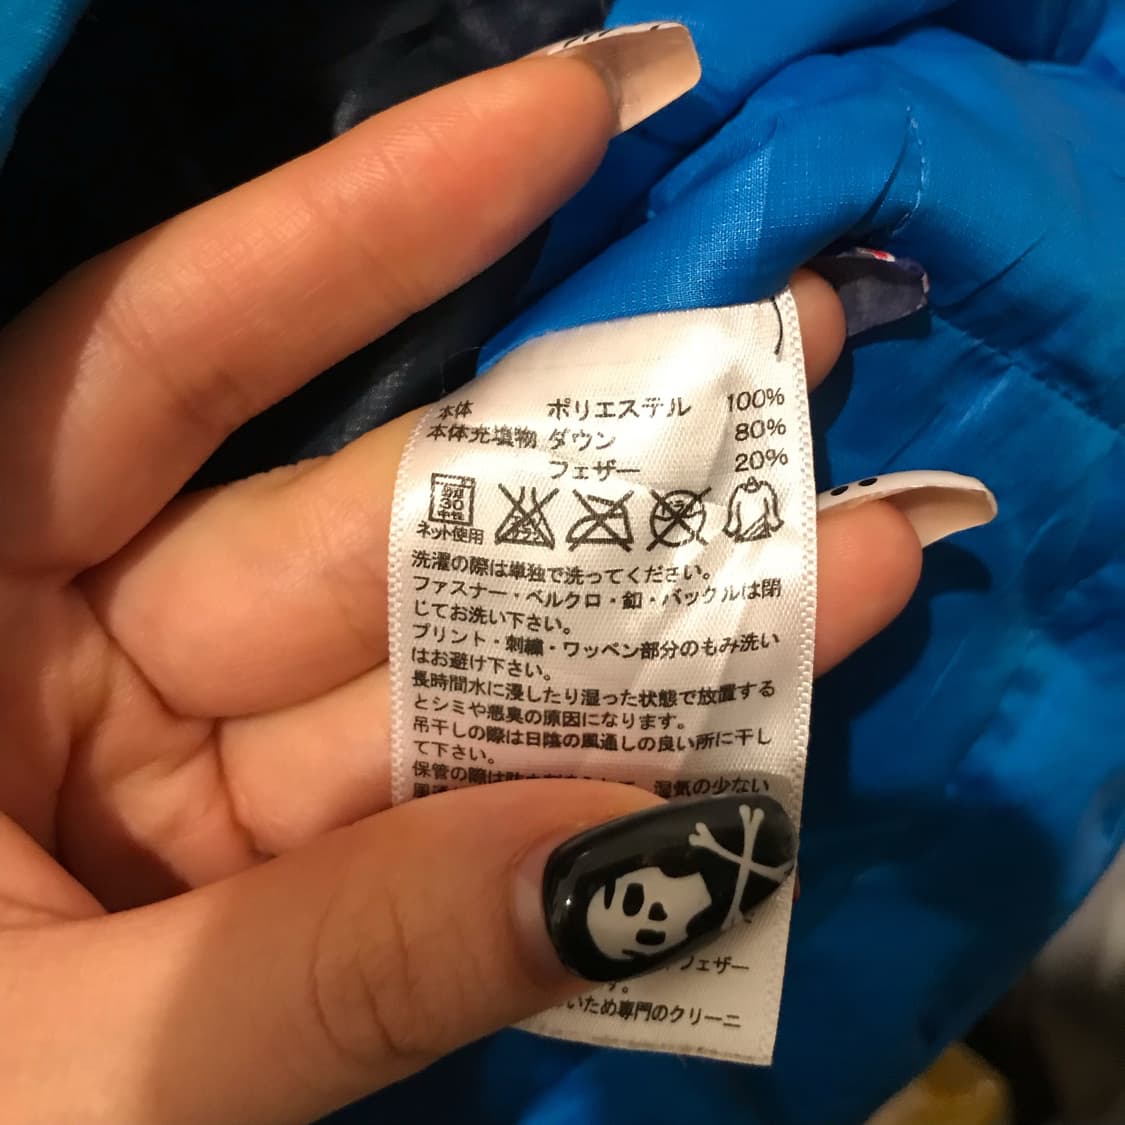 本体 ポリエステル 100%
本体充填物 ダウン 80%
フェザー 20%
30
中性
ネット使用
洗濯の際は単独で洗ってください。
ファスナー・ベルクロ・釦・バックルは閉
じてお洗い下さい。
プリント・刺繍・ワッペン部分のもみ洗い
はお避け下さい。
長時間水に浸したり湿った状態で放置する
とシミや悪臭の原因になります。
吊干しの際は日陰の風通しの良い所に干し
て下さい。
保管の際は 湿気の少ない
フェザー
す。
いため専門のクリーニ